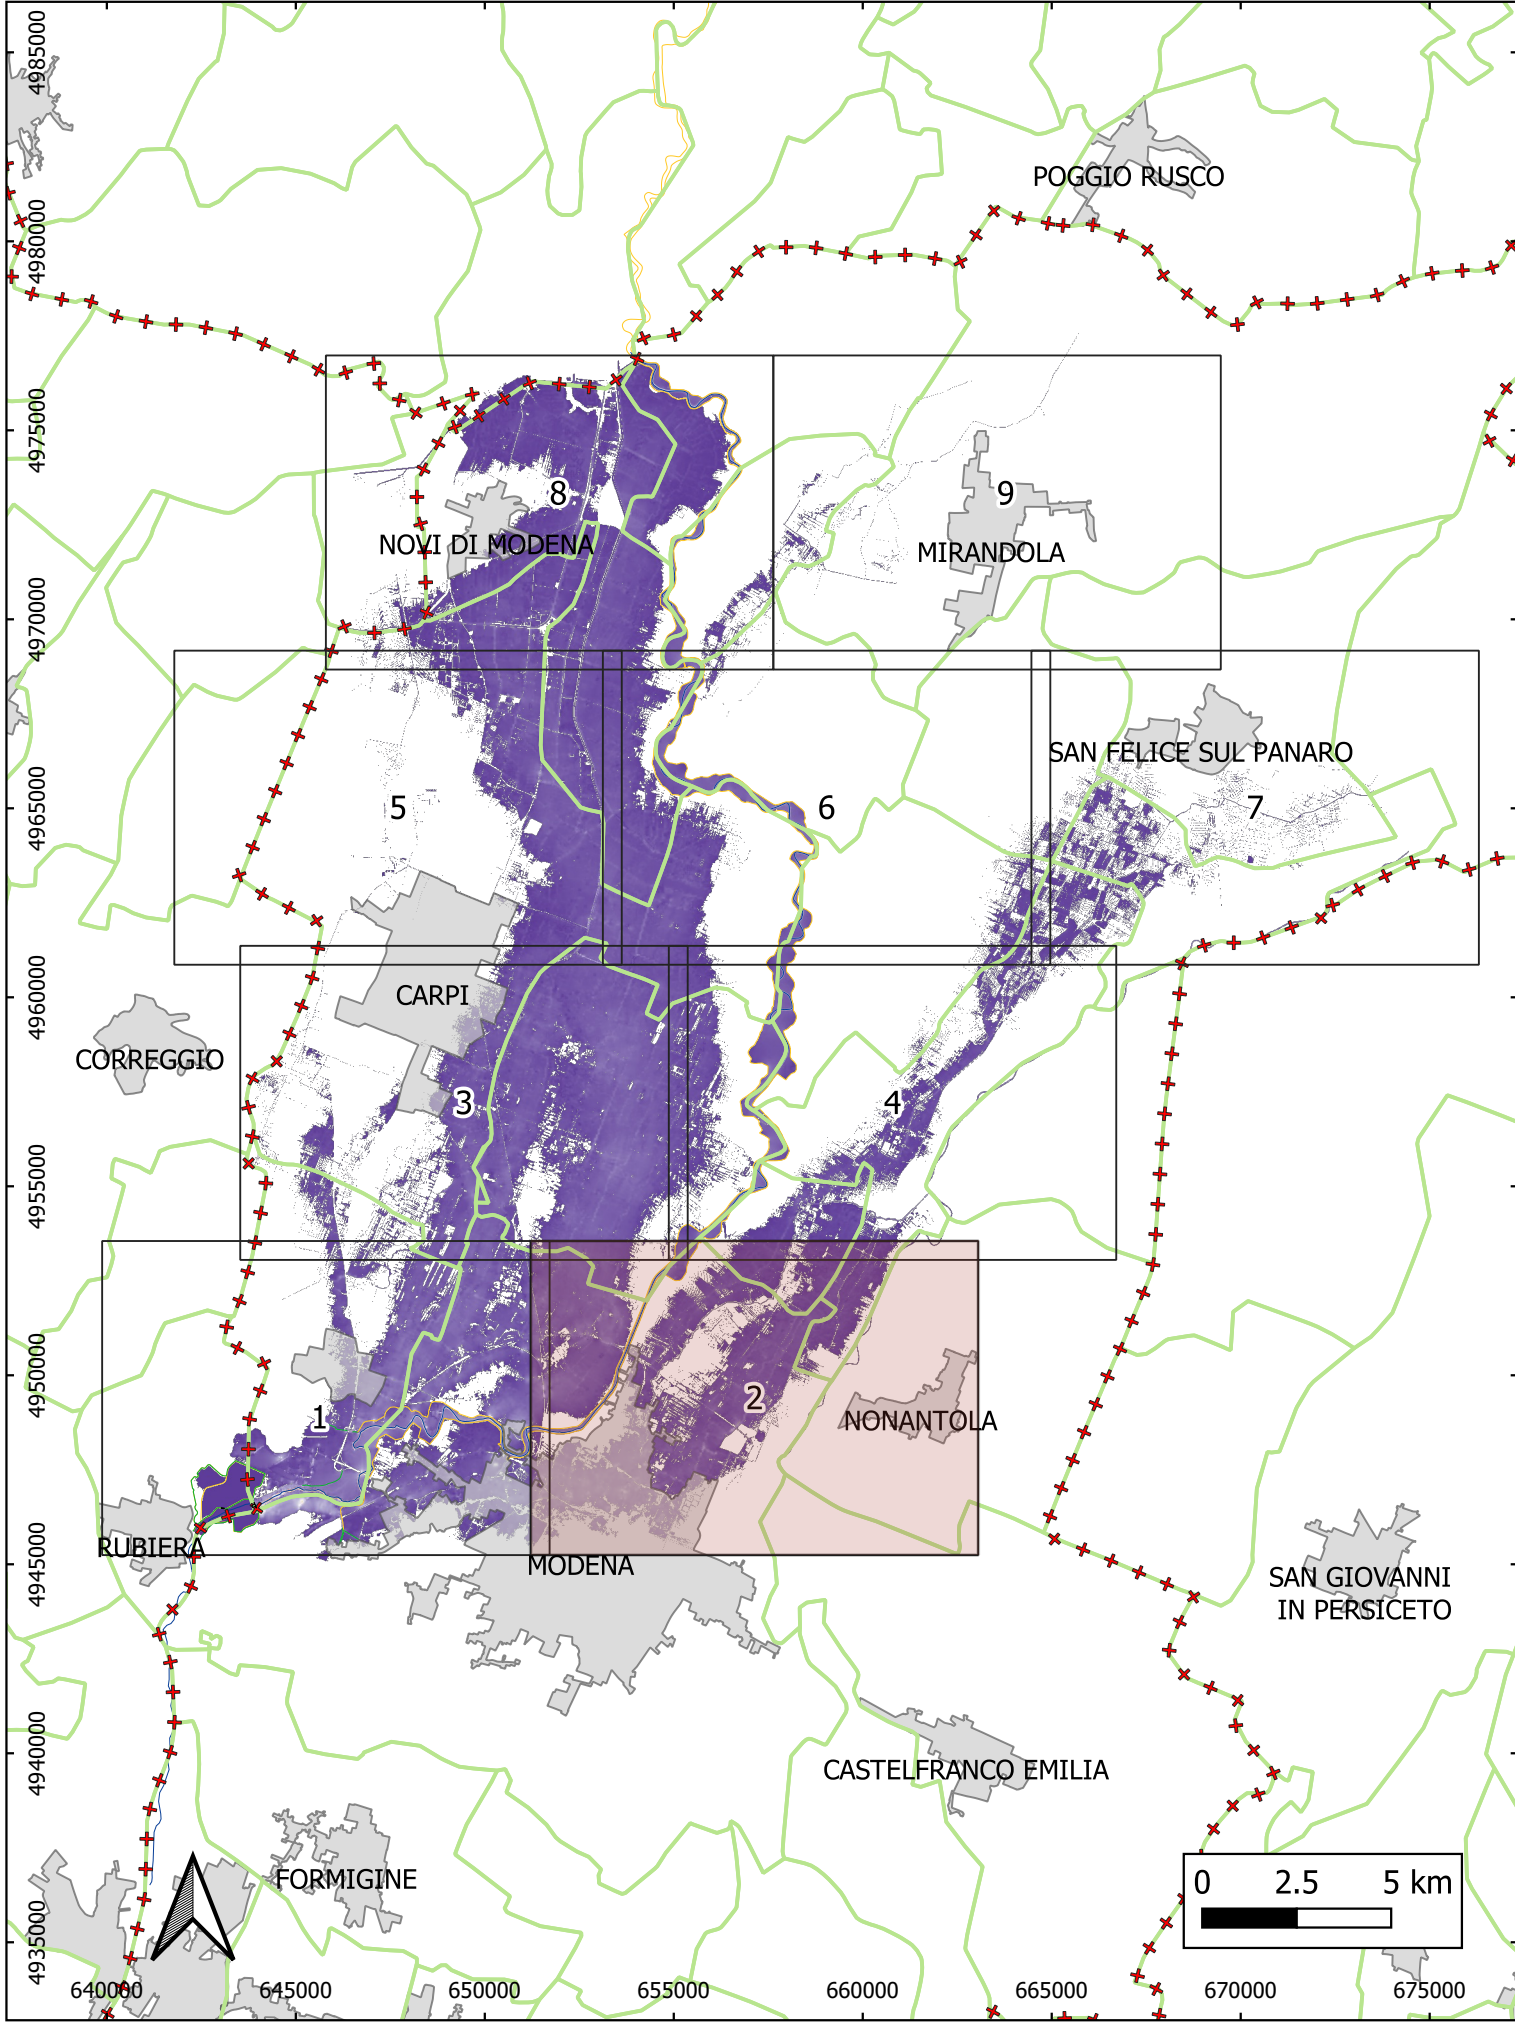 4985000
POGGIO RUSCO
4980000
4975000
8
9
NOVI DI MODENA
MIRANDOLA
4970000
SAN FELICE SUL PANARO
5
6
7
4965000
CARPI
4960000
CORREGGIO
3
4
4955000
4950000
2
1
NONANTOLA
RUBIERA
4945000
MODENA
SAN GIOVANNI
IN PERSICETO
4940000
CASTELFRANCO EMILIA
FORMIGINE
0 2.5 5 km
4935000
640000 645000 650000 655000 660000 665000 670000 675000